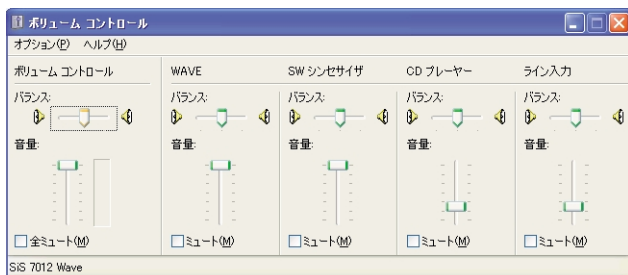 ボリューム コントロール
オプション(P) ヘルプ(H)
ボリューム コントロール WAVE SW シンセサイザ CD プレーヤー ライン入力
バランス: バランス: バランス: バランス: バランス:
音量: 音量: 音量: 音量: 音量:
全ミュート(M) ミュート(M) ミュート(M) ミュート(M) ミュート(M)
SiS 7012 Wave